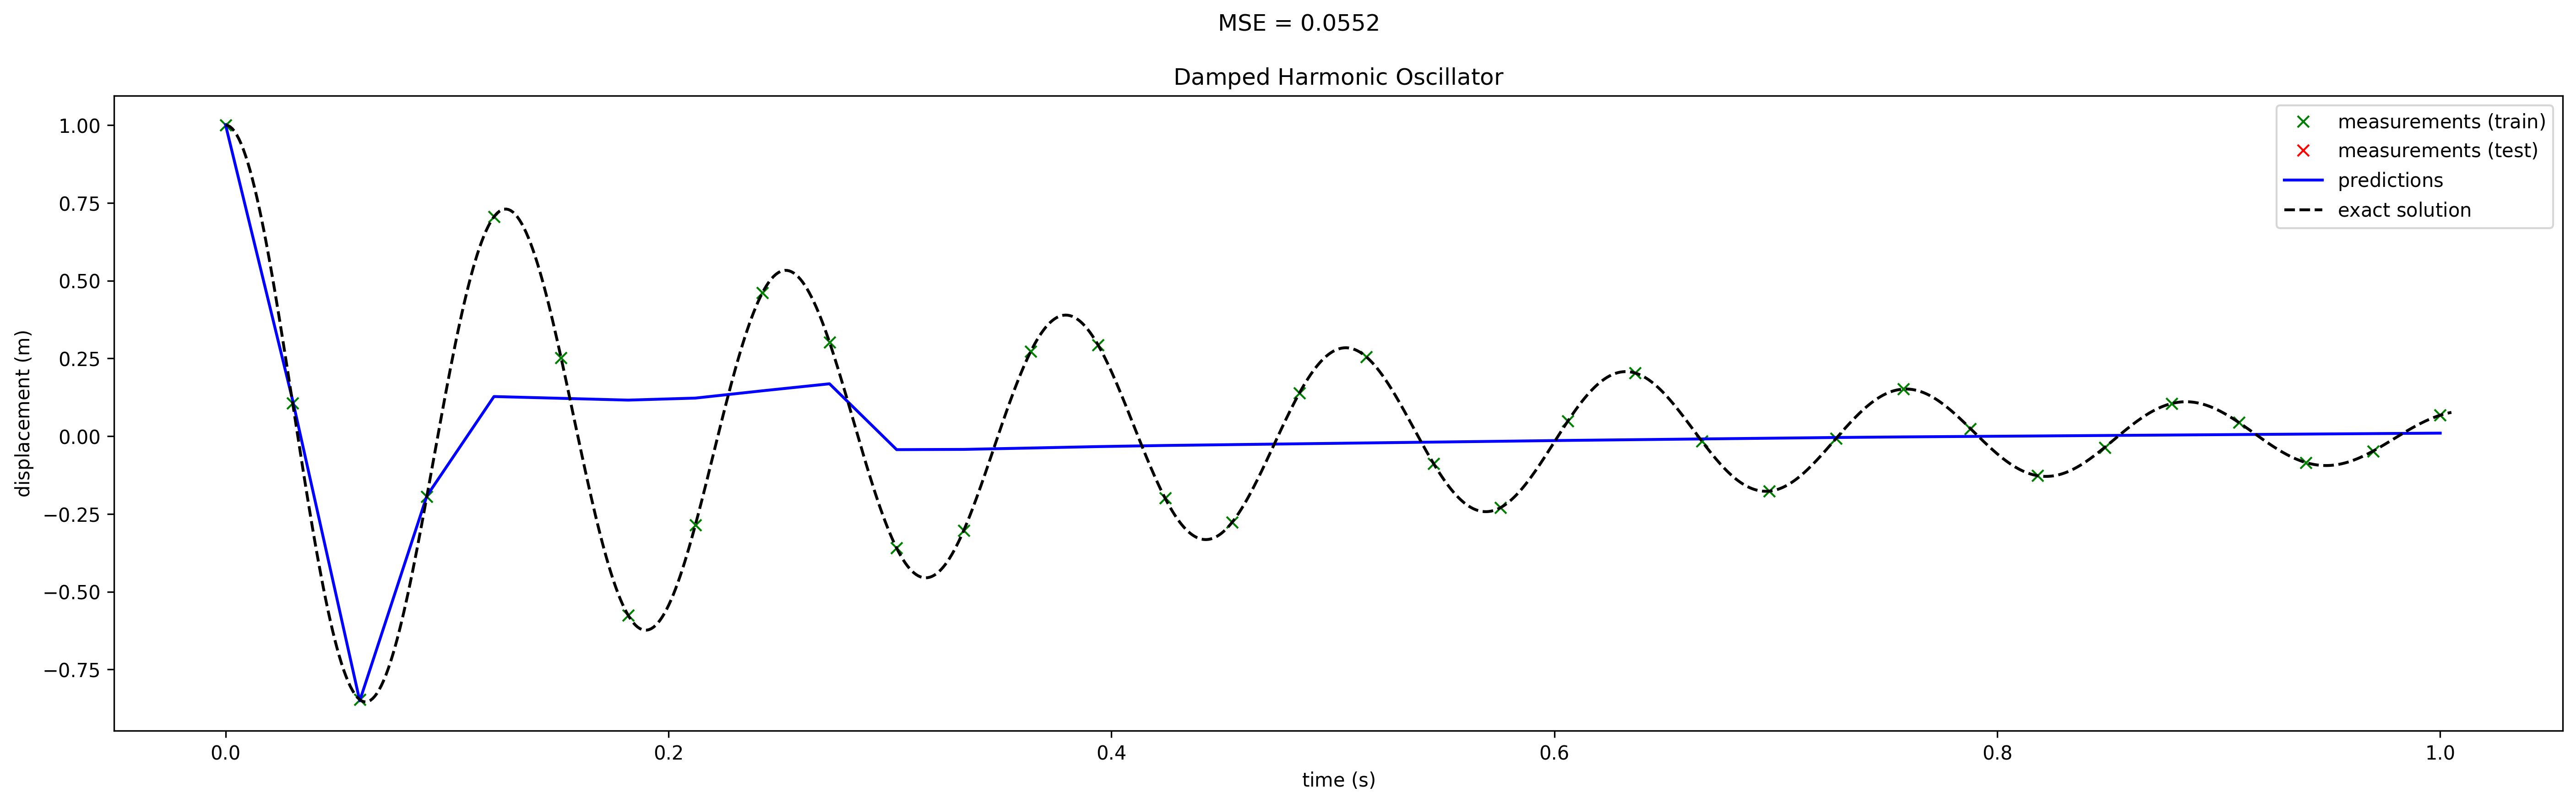 MSE = 0.0552
Damped Harmonic Oscillator
1.00
0.75
0.50
0.25
0.00
−0.25
−0.50
−0.75
displacement (m)
measurements (train)
measurements (test)
predictions
exact solution
0.0 0.2 0.4 0.6 0.8 1.0
time (s)